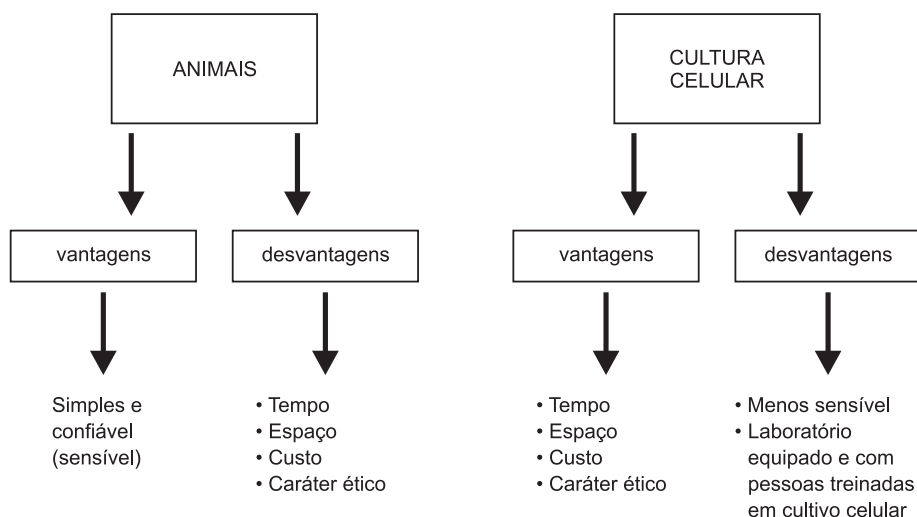 ANIMAIS
vantagens
desvantagens
Simples e
confiável
(sensível)
• Tempo
• Espaço
• Custo
• Caráter ético
CULTURA
CELULAR
vantagens
desvantagens
• Tempo
• Espaço
• Custo
• Caráter ético
• Menos sensível
• Laboratório
equipado e com
pessoas treinadas
em cultivo celular